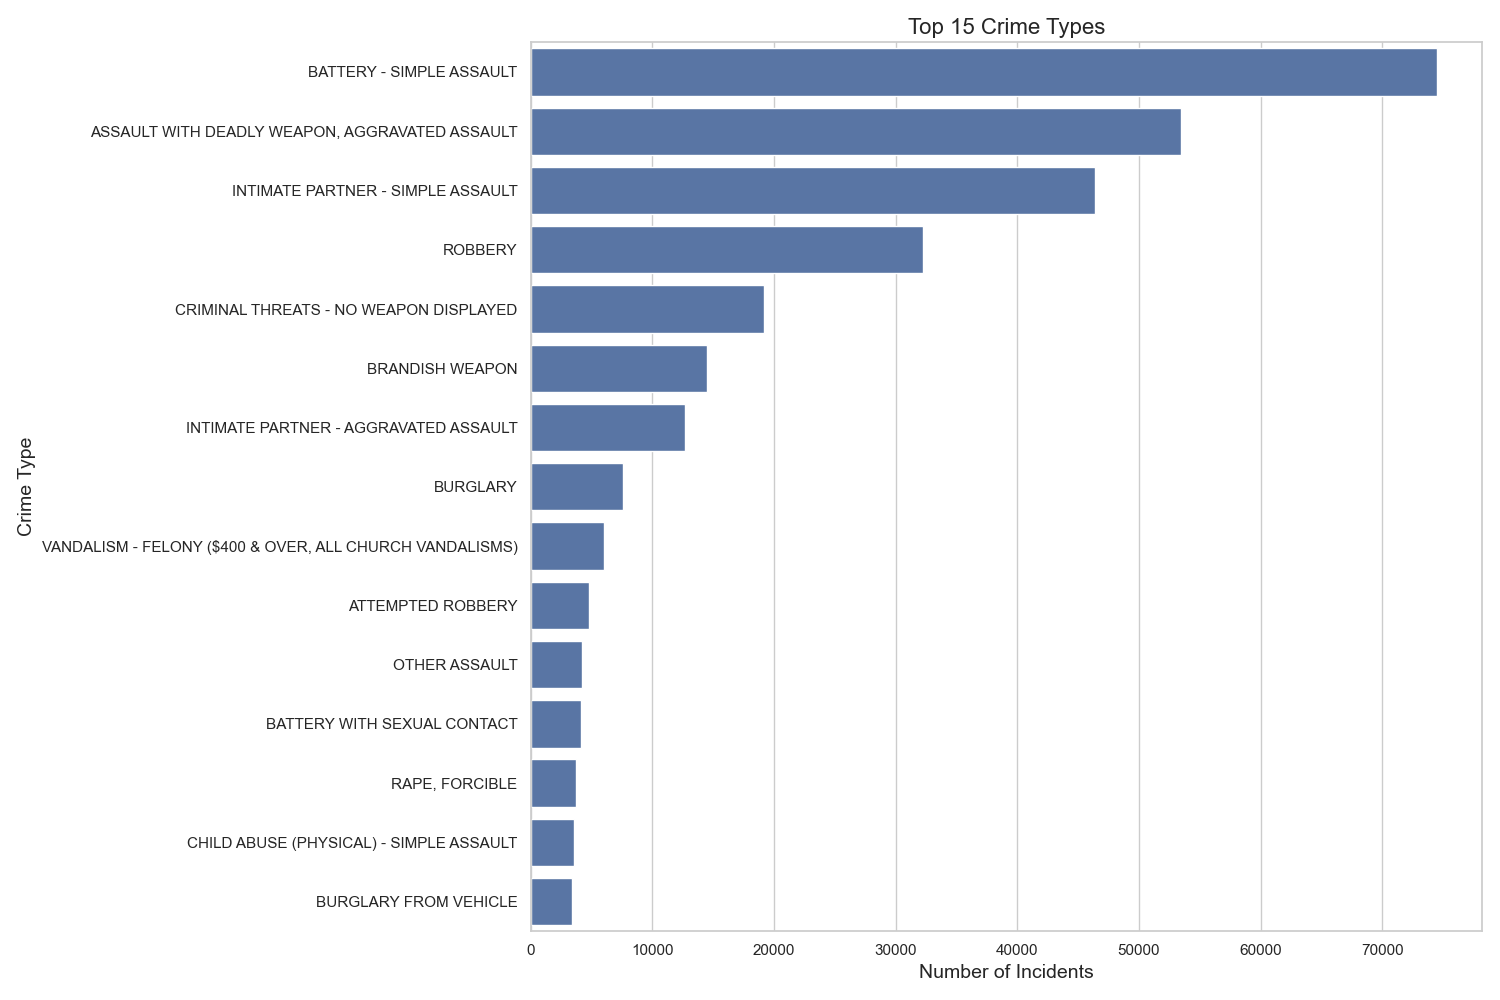 Top 15 Crime Types
Crime Type
BATTERY - SIMPLE ASSAULT
ASSAULT WITH DEADLY WEAPON, AGGRAVATED ASSAULT
INTIMATE PARTNER - SIMPLE ASSAULT
ROBBERY
CRIMINAL THREATS - NO WEAPON DISPLAYED
BRANDISH WEAPON
INTIMATE PARTNER - AGGRAVATED ASSAULT
BURGLARY
VANDALISM - FELONY ($400 & OVER, ALL CHURCH VANDALISMS)
ATTEMPTED ROBBERY
OTHER ASSAULT
BATTERY WITH SEXUAL CONTACT
RAPE, FORCIBLE
CHILD ABUSE (PHYSICAL) - SIMPLE ASSAULT
BURGLARY FROM VEHICLE
0 10000 20000 30000 40000 50000 60000 70000
Number of Incidents